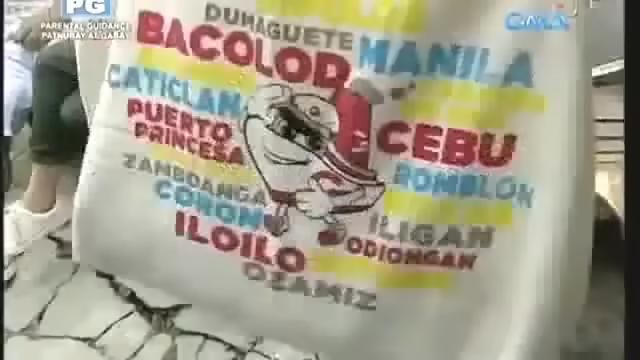 PG
PARENTAL GUIDANCE
PATNUBAY AT GABAY
GMA
DUMAGUETE
BACOLOD
MANILA
CATICLAN
PUERTO
PRINCESA
CEBU
ROMBLON
ZAMBOANGA
CORON
ILIGAN
ILOILO
ODIONGAN
OZAMIZ